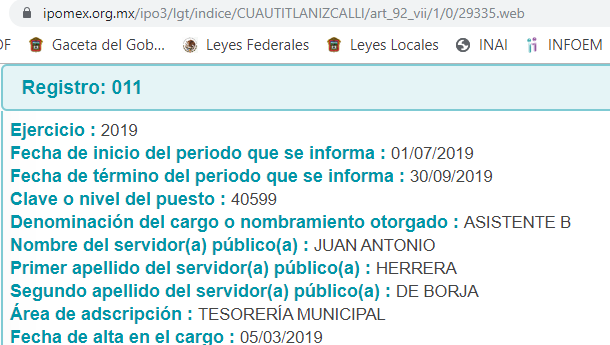 ipomex.org.mx/ipo3/lgt/indice/CUAUTITLANIZCALLI/art_92_vii/1/0/29335.web
OF Gaceta del Gob... Leyes Federales Leyes Locales INAI INFOEM
Registro: 011
Ejercicio : 2019
Fecha de inicio del periodo que se informa : 01/07/2019
Fecha de término del periodo que se informa : 30/09/2019
Clave o nivel del puesto : 40599
Denominación del cargo o nombramiento otorgado : ASISTENTE B
Nombre del servidor(a) público(a) : JUAN ANTONIO
Primer apellido del servidor(a) público(a) : HERRERA
Segundo apellido del servidor(a) público(a) : DE BORJA
Área de adscripción : TESORERÍA MUNICIPAL
Fecha de alta en el cargo : 05/03/2019